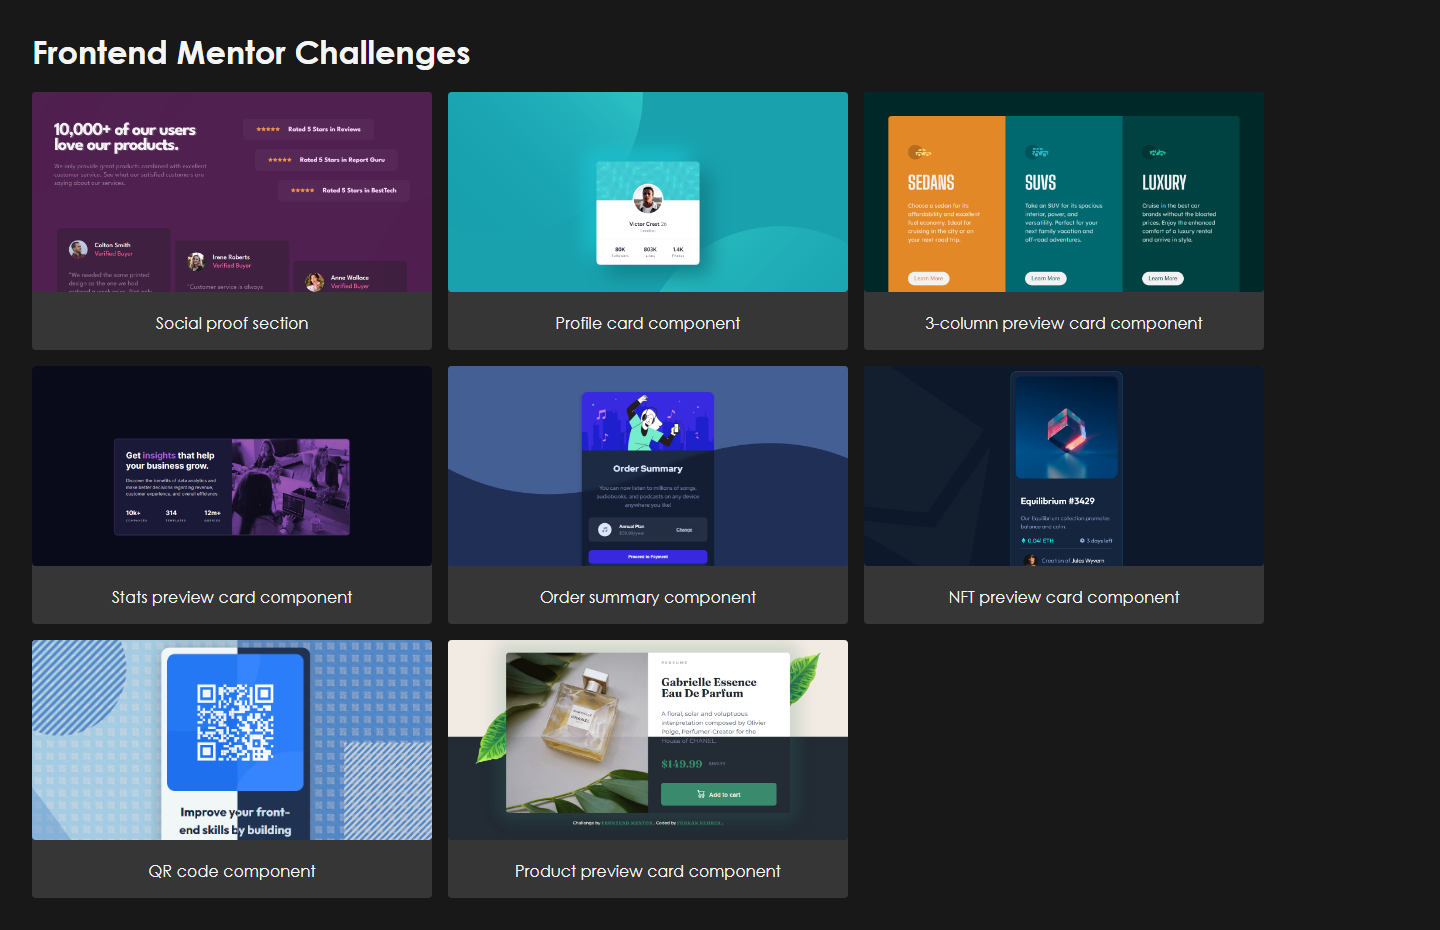 Frontend Mentor Challenges
10,000+ of our users
love our products.
We only provide great products combined with excellent
customer service. See what our satisfied customers are
saying about our services.
Rated 5 Stars in Reviews
Rated 5 Stars in Report Guru
Rated 5 Stars in BestTech
Colton Smith
Verified Buyer
"We needed the same printed
design as the one we had
Irene Roberts
Verified Buyer
"Customer service is always
Anne Wallace
Verified Buyer
Social proof section
Victor Crest 26
London
80K
803K
1.4K
Followers
Likes
Photos
Profile card component
SEDANS
Choose a sedan for its
affordability and excellent
fuel economy. Ideal for
cruising in the city or on
your next road trip.
Learn More
SUVS
Take an SUV for its spacious
interior, power, and
versatility. Perfect for your
next family vacation and
off-road adventures.
Learn More
LUXURY
Cruise in the best car
brands without the bloated
prices. Enjoy the enhanced
comfort of a luxury rental
and arrive in style.
Learn More
3-column preview card component
Get insights that help
your business grow.
Discover the benefits of data analytics and
make better decisions regarding revenue,
customer experience, and overall efficiency.
10k+
314
12m+
COMPANIES
TEMPLATES
QUERIES
Stats preview card component
Order Summary
You can now listen to millions of songs,
audiobooks, and podcasts on any device
anywhere you like!
Annual Plan
$59.99/year
Change
Proceed to Payment
Order summary component
Equilibrium #3429
Our Equilibrium collection promotes
balance and calm.
0.041 ETH
3 days left
Creation of Jules Wyvern
NFT preview card component
Improve your front-
end skills by building
QR code component
PERFUME
Gabrielle Essence
Eau De Parfum
A floral, solar and voluptuous
interpretation composed by Olivier
Polge, Perfumer-Creator for the
House of CHANEL.
$149.99
Add to cart
CHANEL
Challenge by FRONTEND MENTOR. Coded by
Product preview card component